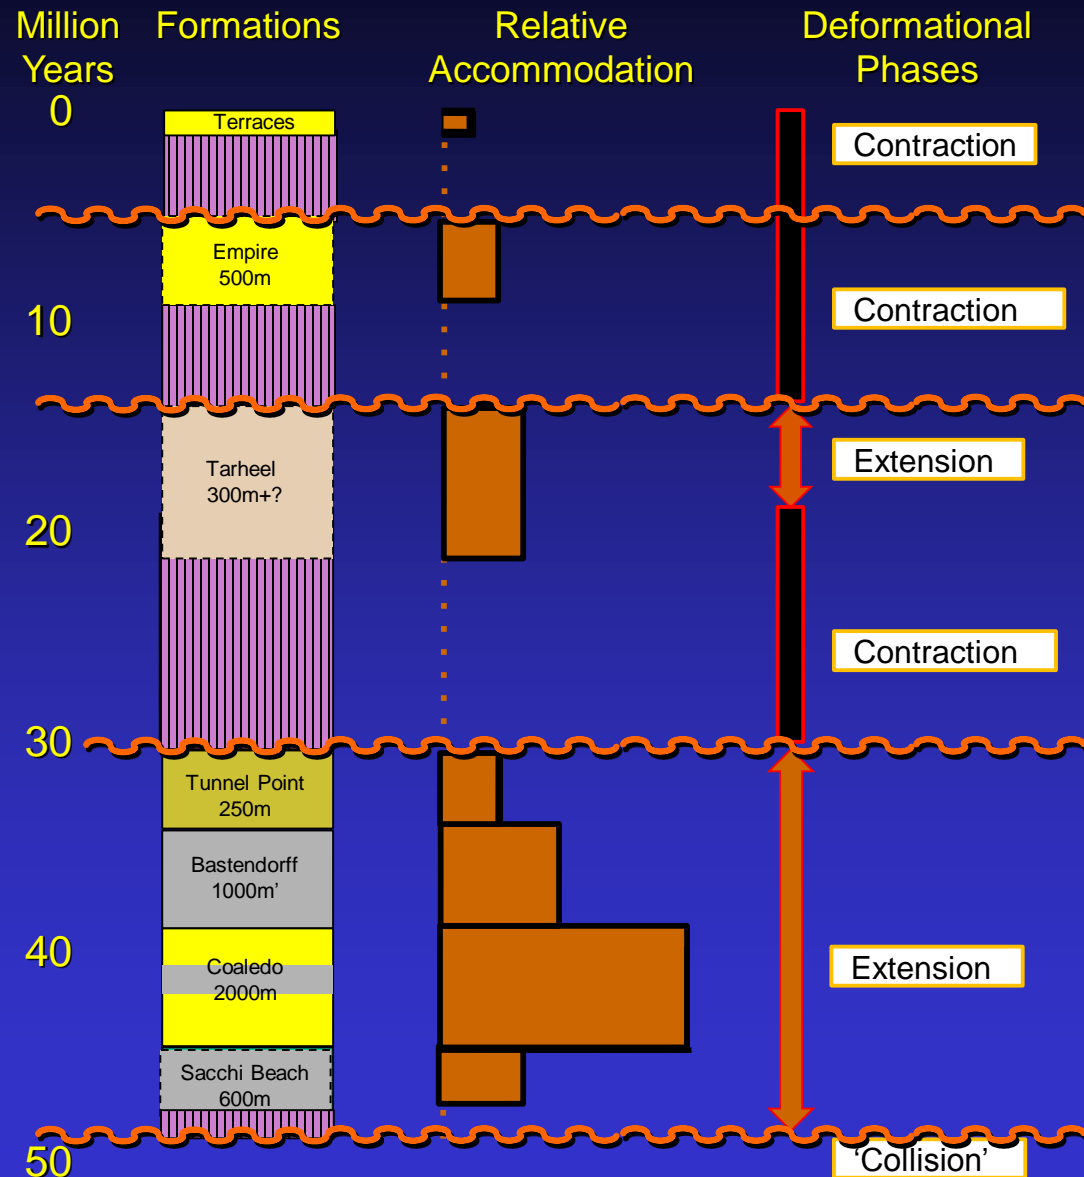 Million Years
Formations
Relative Accommodation
Deformational Phases
0
Terraces
Contraction
Empire
500m
10
Contraction
Tarheel
300m+?
Extension
20
Contraction
30
Tunnel Point
250m
Bastendorff
1000m’
40
Coaledo
2000m
Extension
Sacchi Beach
600m
50
‘Collision’